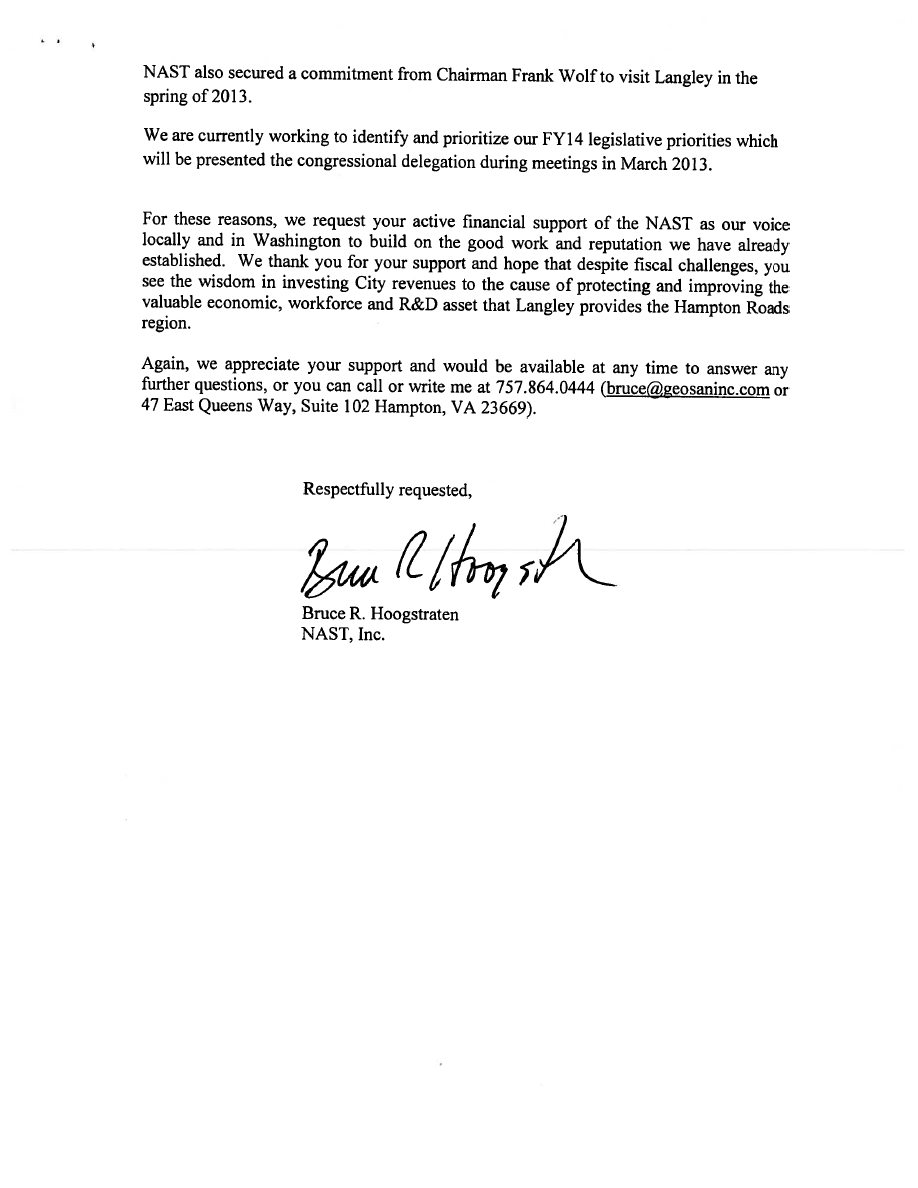 NAST also secured a commitment from Chairman Frank Wolf to visit Langley in the
spring of 2013.
We are currently working to identify and prioritize our FY14 legislative priorities which
will be presented the congressional delegation during meetings in March 2013.
For these reasons, we request your active financial support of the NAST as our voice
locally and in Washington to build on the good work and reputation we have already
established. We thank you for your support and hope that despite fiscal challenges, you
see the wisdom in investing City revenues to the cause of protecting and improving the
valuable economic, workforce and R&D asset that Langley provides the Hampton Roads
region.
Again, we appreciate your support and would be available at any time to answer any
further questions, or you can call or write me at 757.864.0444 (bruce@geosaninc.com or
47 East Queens Way, Suite 102 Hampton, VA 23669).
Respectfully requested,
Bruce R Hoogst
Bruce R. Hoogstraten
NAST, Inc.